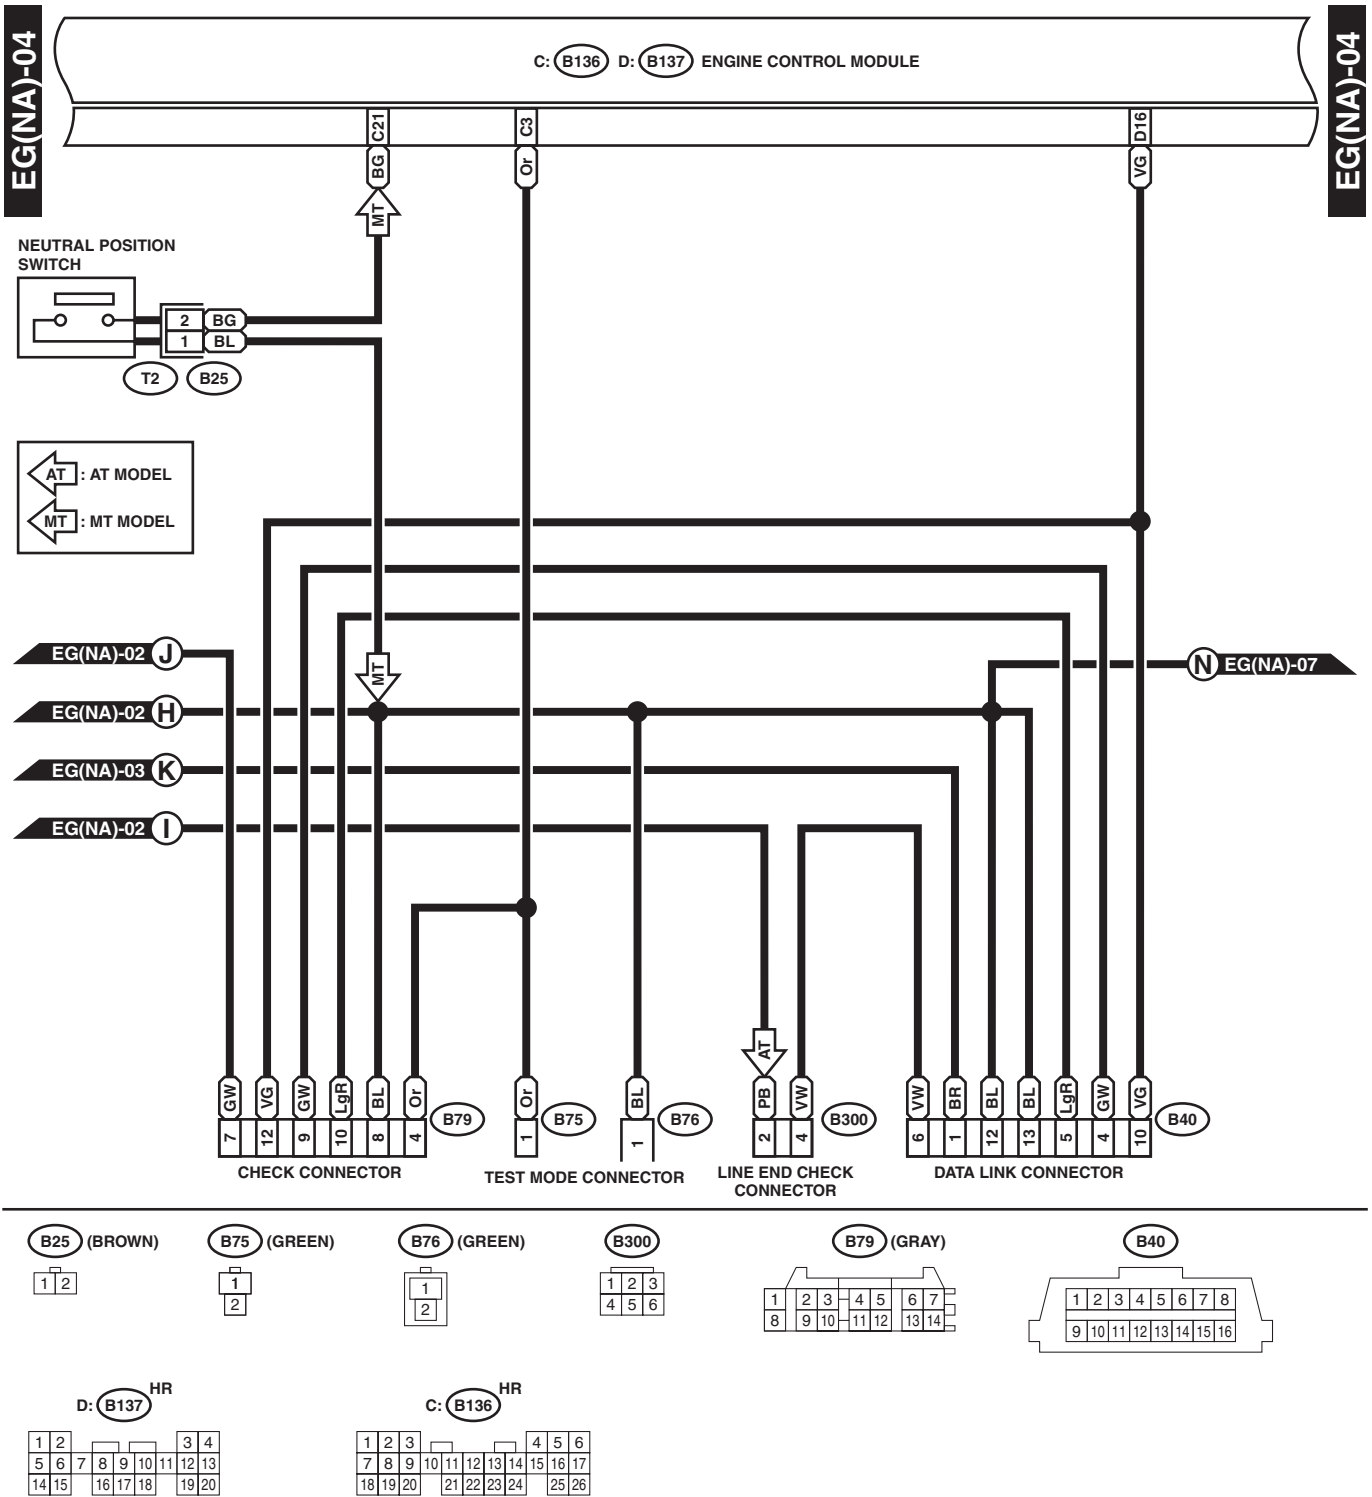 EG(NA)-04
C: B136 D: B137 ENGINE CONTROL MODULE
EG(NA)-04
C21 C3 D16
BG Or VG
MT
NEUTRAL POSITION
SWITCH
2 BG
1 BL
T2 B25
AT : AT MODEL
MT : MT MODEL
EG(NA)-02 J
MT
N EG(NA)-07
EG(NA)-02 H
EG(NA)-03 K
EG(NA)-02 I
AT
GW VG GW LgR BL Or Or BL PB VW VW BR BL BL LgR GW VG
7 12 9 10 8 4 B79 1 B75 1 B76 2 4 B300 6 1 12 13 5 4 10 B40
CHECK CONNECTOR
TEST MODE CONNECTOR
LINE END CHECK
CONNECTOR
DATA LINK CONNECTOR
B25 (BROWN) B75 (GREEN) B76 (GREEN) B300 B79 (GRAY) B40
1 2
1
2
1
2
1 2 3
4 5 6
1 2 3 4 5 6 7
8 9 10 11 12 13 14
1 2 3 4 5 6 7 8
9 10 11 12 13 14 15 16
D: B137 HR
C: B136 HR
1 2 3 4
5 6 7 8 9 10 11 12 13
14 15 16 17 18 19 20
1 2 3 4 5 6
7 8 9 10 11 12 13 14 15 16 17
18 19 20 21 22 23 24 25 26